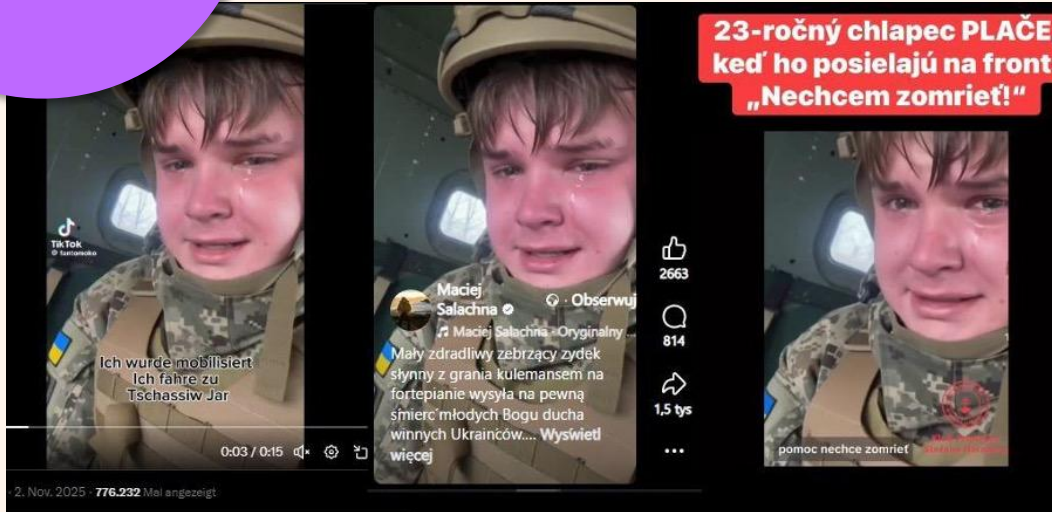 TikTok
Ich wurde mobilisiert
Ich fahre zu
Tschassiw Jar
0:03 / 0:15
· 2. Nov. 2025 · 776.232 Mal angezeigt
Maciej
Salachna
· Obserwuj
Maciej Salachna · Oryginalny ...
Mały zdradliwy zebrzący zydek
słynny z grania kulemansem na
fortepianie wysyła na pewną
śmierc młodych Bogu ducha
winnych Ukraińców.... Wyświetl
więcej
2663
814
1,5 tys
23-ročný chlapec PLAČE
keď ho posielajú na front
„Nechcem zomrieť!“
pomoc nechce zomriet